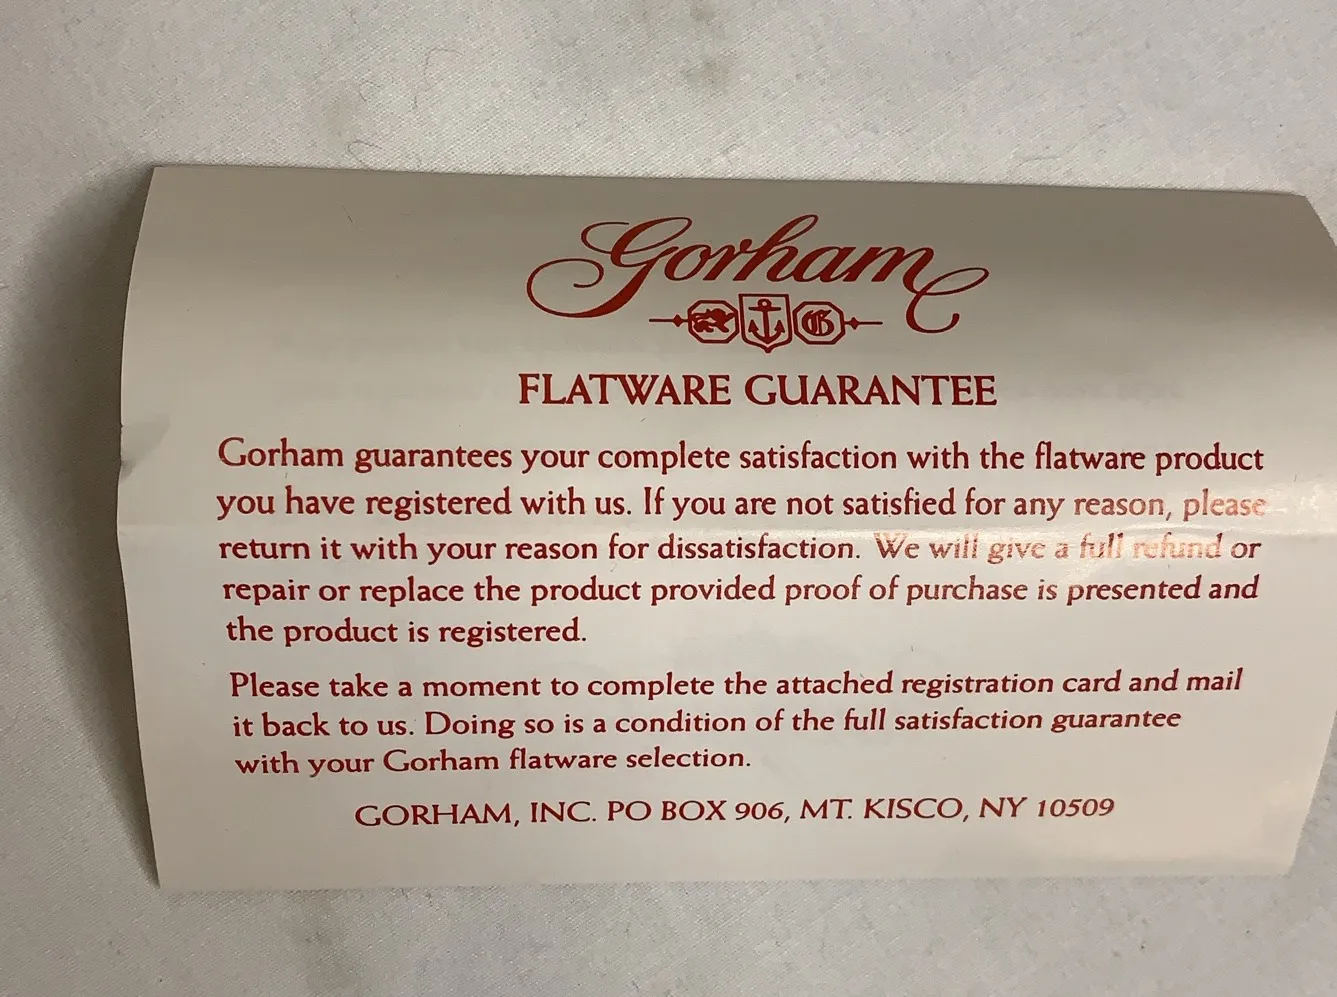 Gorham
G
FLATWARE GUARANTEE
Gorham guarantees your complete satisfaction with the flatware product
you have registered with us. If you are not satisfied for any reason, please
return it with your reason for dissatisfaction. We will give a full refund or
repair or replace the product provided proof of purchase is presented and
the product is registered.
Please take a moment to complete the attached registration card and mail
it back to us. Doing so is a condition of the full satisfaction guarantee
with your Gorham flatware selection.
GORHAM, INC. PO BOX 906, MT. KISCO, NY 10509